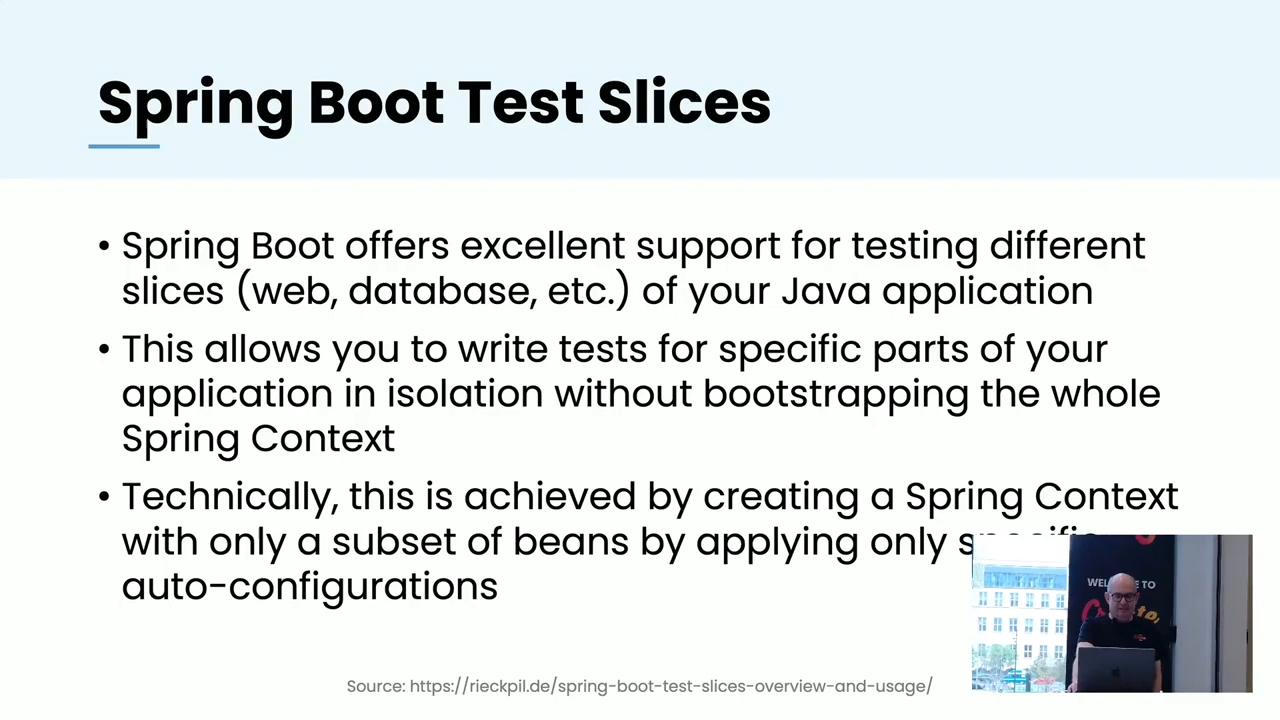 Spring Boot Test Slices
• Spring Boot offers excellent support for testing different
slices (web, database, etc.) of your Java application
• This allows you to write tests for specific parts of your
application in isolation without bootstrapping the whole
Spring Context
• Technically, this is achieved by creating a Spring Context
with only a subset of beans by applying only specific
auto-configurations
WELCOME TO
Source: https://rieckpil.de/spring-boot-test-slices-overview-and-usage/